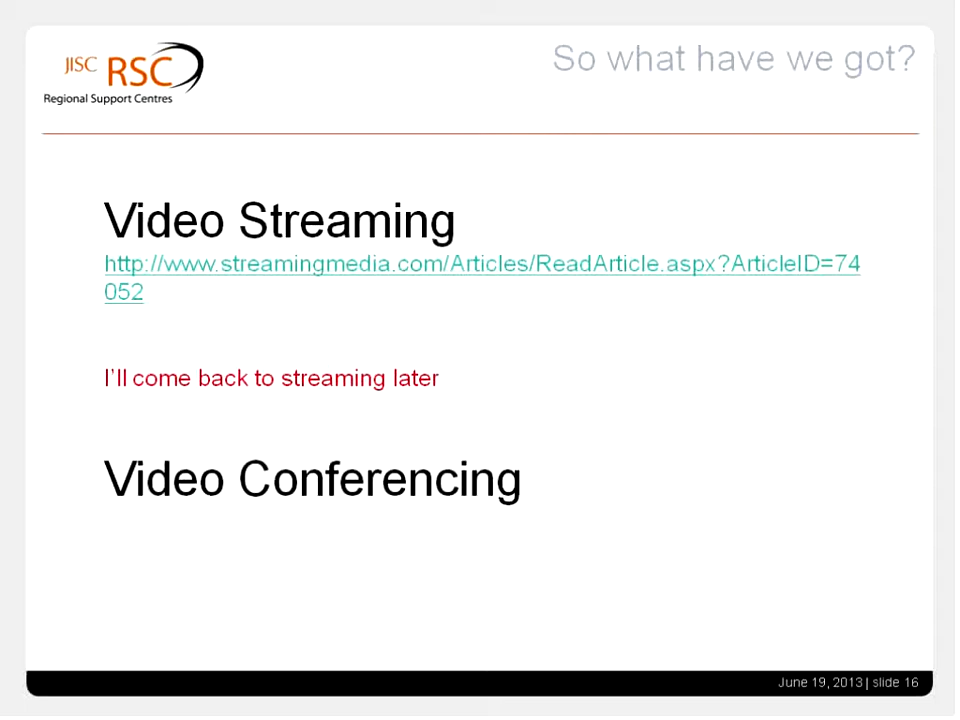 JISC RSC
Regional Support Centres
So what have we got?
Video Streaming
http://www.streamingmedia.com/Articles/ReadArticle.aspx?ArticleID=74
052
I'll come back to streaming later
Video Conferencing
June 19, 2013 | slide 16